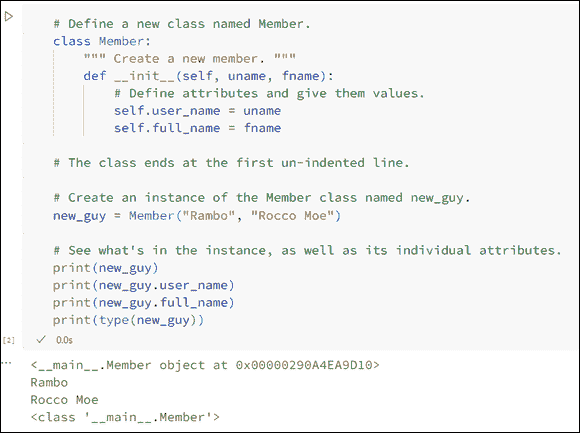 # Define a new class named Member.
class Member:
    """ Create a new member. """
    def __init__(self, uname, fname):
        # Define attributes and give them values.
        self.user_name = uname
        self.full_name = fname
# The class ends at the first un-indented line.
# Create an instance of the Member class named new_guy.
new_guy = Member("Rambo", "Rocco Moe")
# See what's in the instance, as well as its individual attributes.
print(new_guy)
print(new_guy.user_name)
print(new_guy.full_name)
print(type(new_guy))
[2] ✓ 0.0s
... <__main__.Member object at 0x00000290A4EA9D10>
Rambo
Rocco Moe
<class '__main__.Member'>